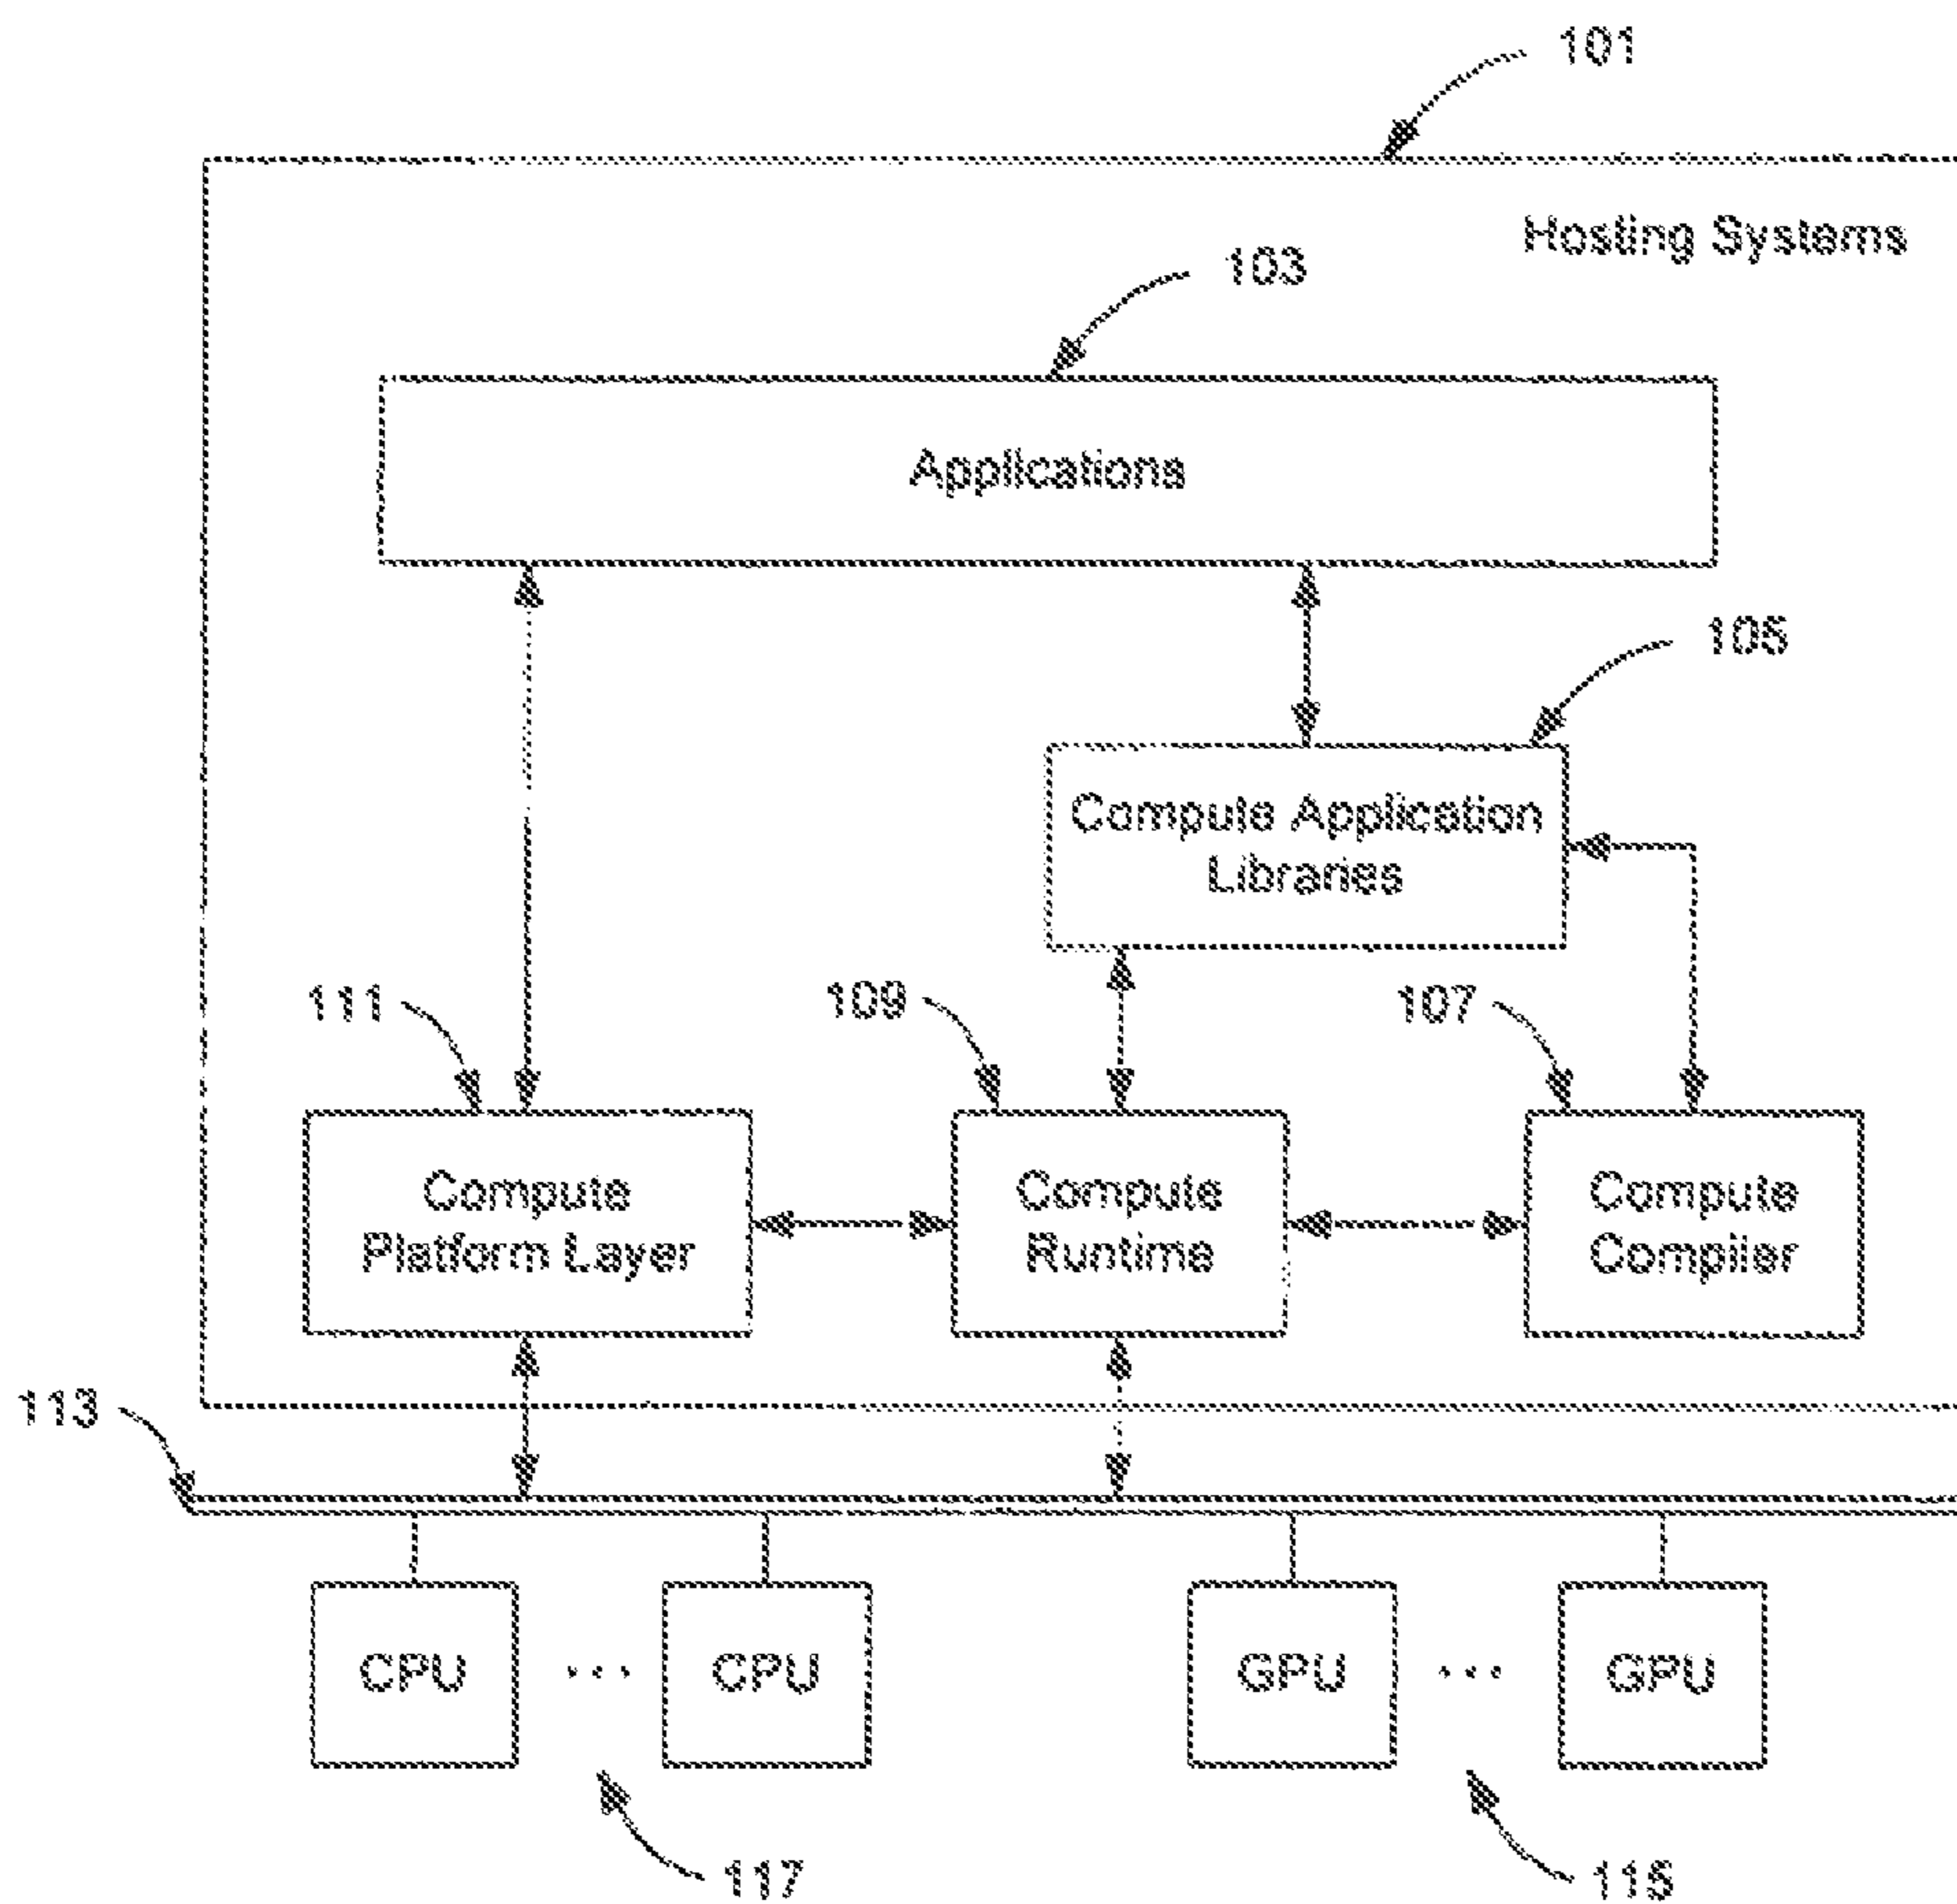 101
Hosting Systems
103
Applications
105
Compute Application
Libraries
111
109
107
Compute
Platform Layer
Compute
Runtime
Compute
Compiler
113
CPU
...
CPU
GPU
...
GPU
117
115